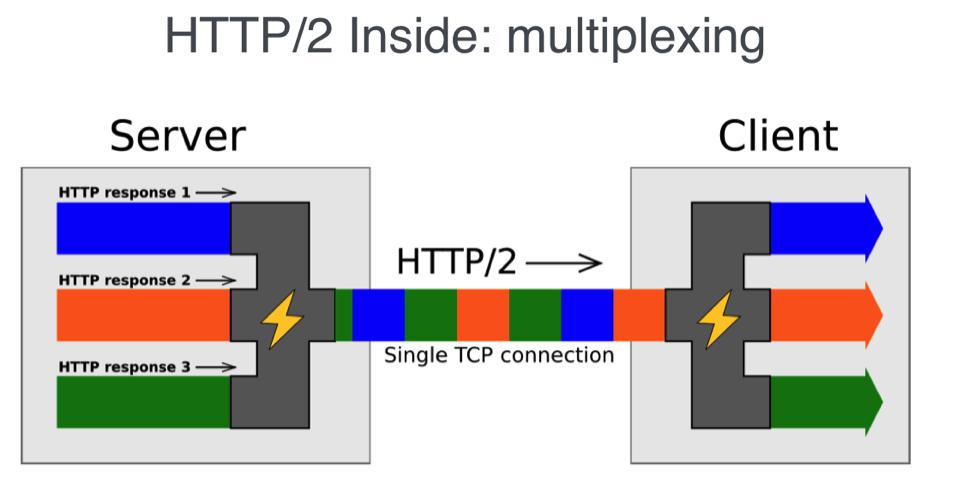 HTTP/2 Inside: multiplexing
Server
Client
HTTP response 1
HTTP response 2
HTTP response 3
HTTP/2
Single TCP connection